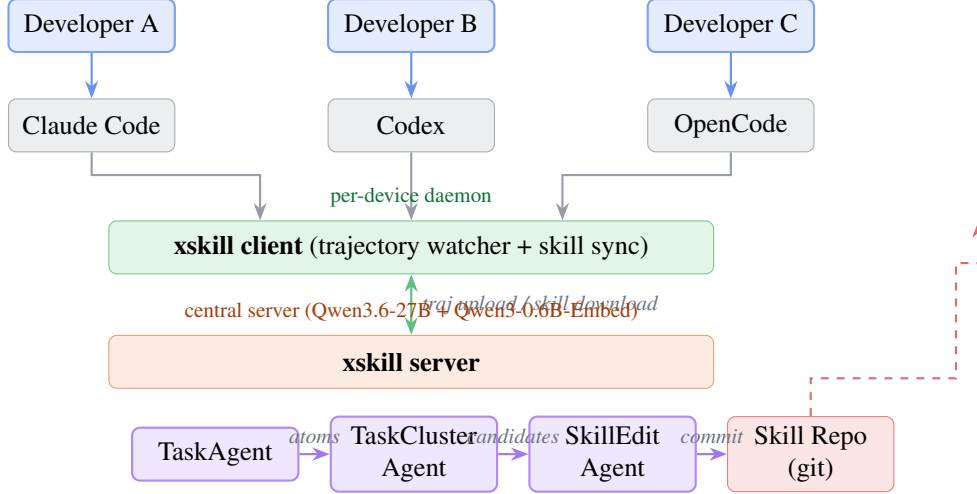 Developer A
Developer B
Developer C
Claude Code
Codex
OpenCode
per-device daemon
xskill client (trajectory watcher + skill sync)
traj upload / skill download
central server (Qwen3.6-27B + Qwen3-0.6B-Embed)
xskill server
TaskAgent
atoms
TaskCluster
Agent
candidates
SkillEdit
Agent
commit
Skill Repo
(git)